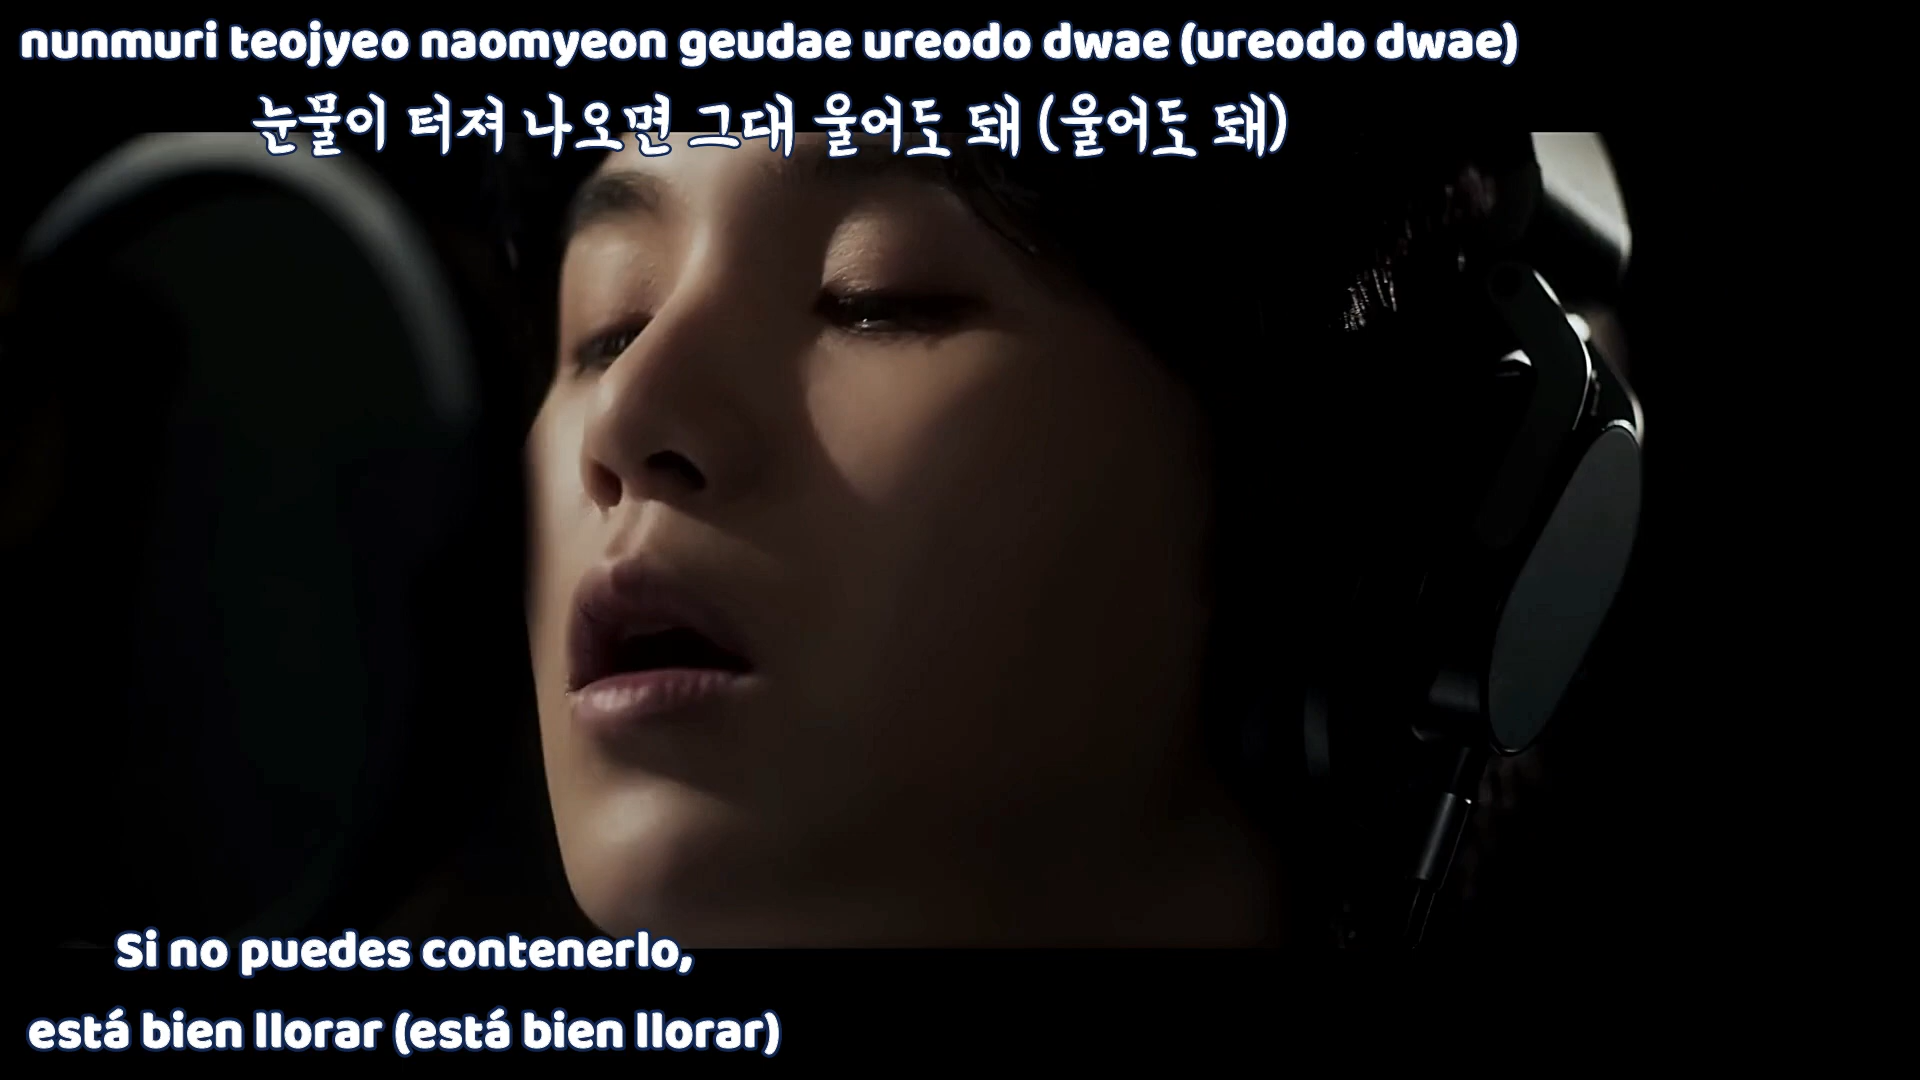 nunmuri teojyeo naomyeon geudae ureodo dwae (ureodo dwae)
눈물이 터져 나오면 그대 울어도 돼 (울어도 돼)
Si no puedes contenerlo,
está bien llorar (está bien llorar)